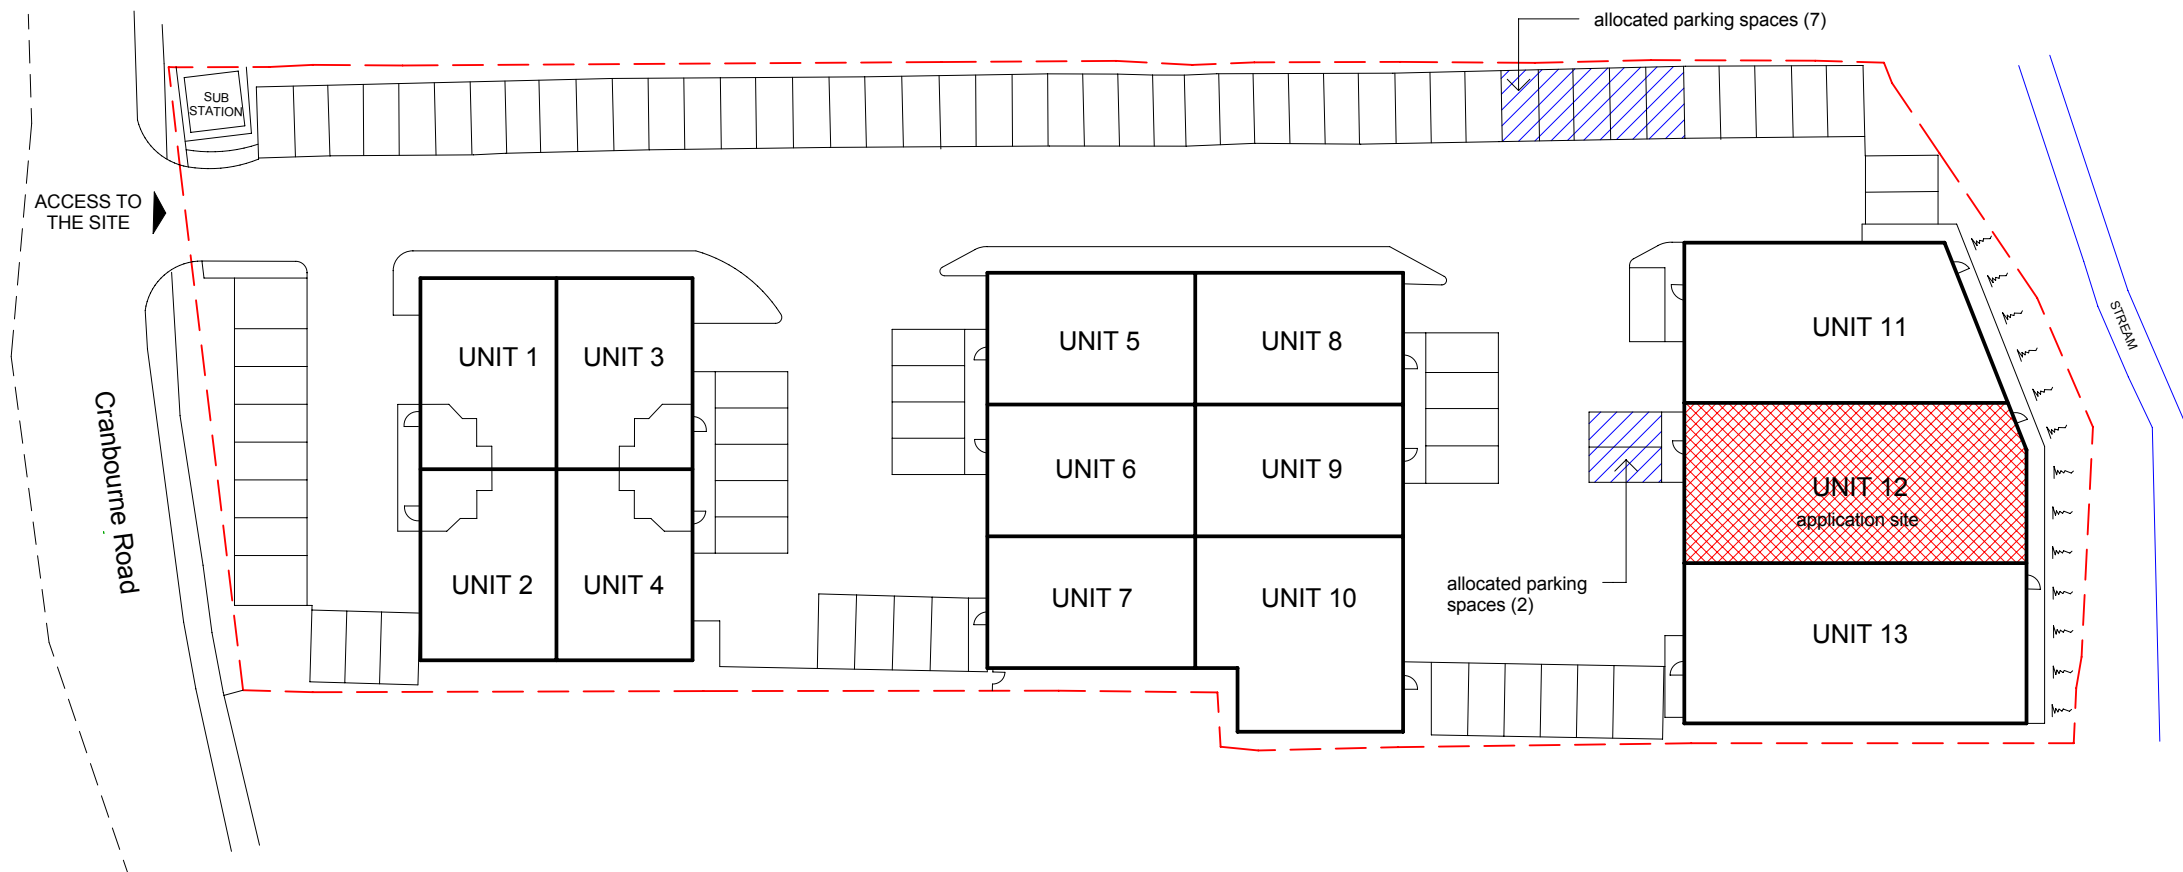 allocated parking spaces (7)
SUB
STATION
ACCESS TO
THE SITE
Cranbourne Road
UNIT 1
UNIT 3
UNIT 2
UNIT 4
UNIT 5
UNIT 8
UNIT 6
UNIT 9
UNIT 7
UNIT 10
UNIT 11
UNIT 12
application site
UNIT 13
allocated parking
spaces (2)
STREAM